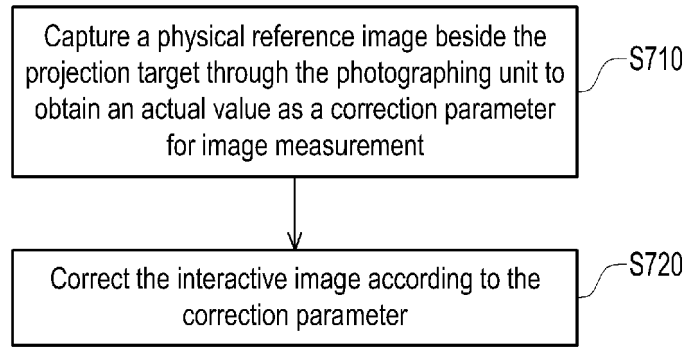 Capture a physical reference image beside the
projection target through the photographing unit to
obtain an actual value as a correction parameter
for image measurement
S710
Correct the interactive image according to the
correction parameter
S720